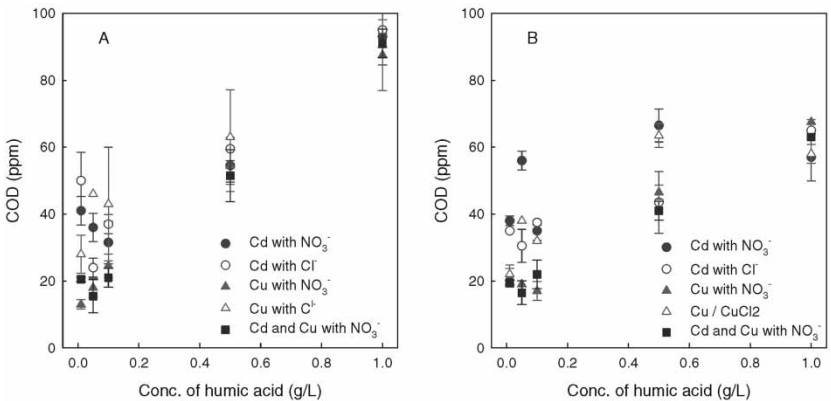 A
100
80
60
40
20
0
COD (ppm)
Cd with NO3-
Cd with Cl-
Cu with NO3-
Cu with Cl-
Cd and Cu with NO3-
0.0 0.2 0.4 0.6 0.8 1.0
Conc. of humic acid (g/L)
B
100
80
60
40
20
0
COD (ppm)
Cd with NO3-
Cd with Cl-
Cu with NO3-
Cu / CuCl2
Cd and Cu with NO3-
0.0 0.2 0.4 0.6 0.8 1.0
Conc. of humic acid (g/L)